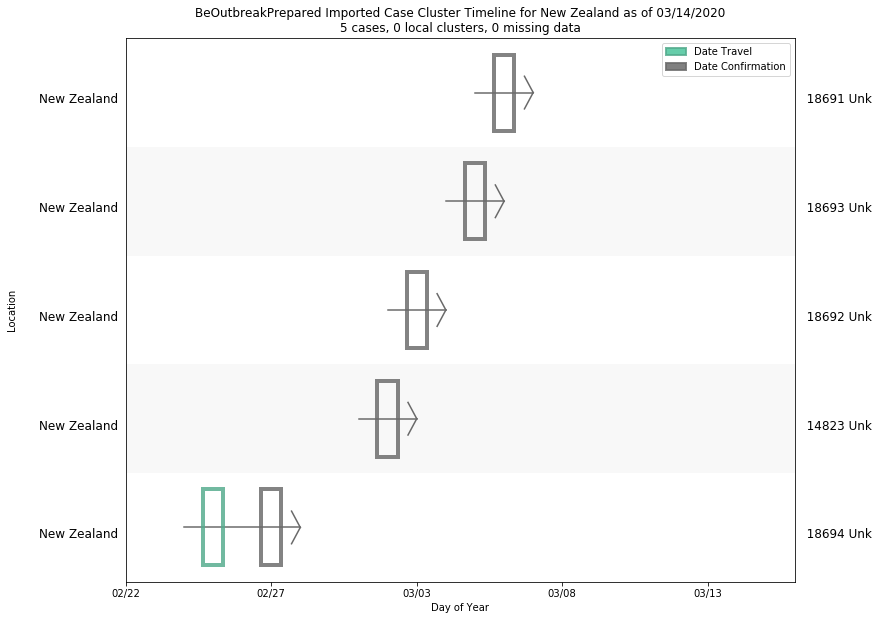 BeOutbreakPrepared Imported Case Cluster Timeline for New Zealand as of 03/14/2020
5 cases, 0 local clusters, 0 missing data
Date Travel
Date Confirmation
New Zealand 18691 Unk
New Zealand 18693 Unk
New Zealand 18692 Unk
New Zealand 14823 Unk
New Zealand 18694 Unk
Location
02/22 02/27 03/03 03/08 03/13
Day of Year